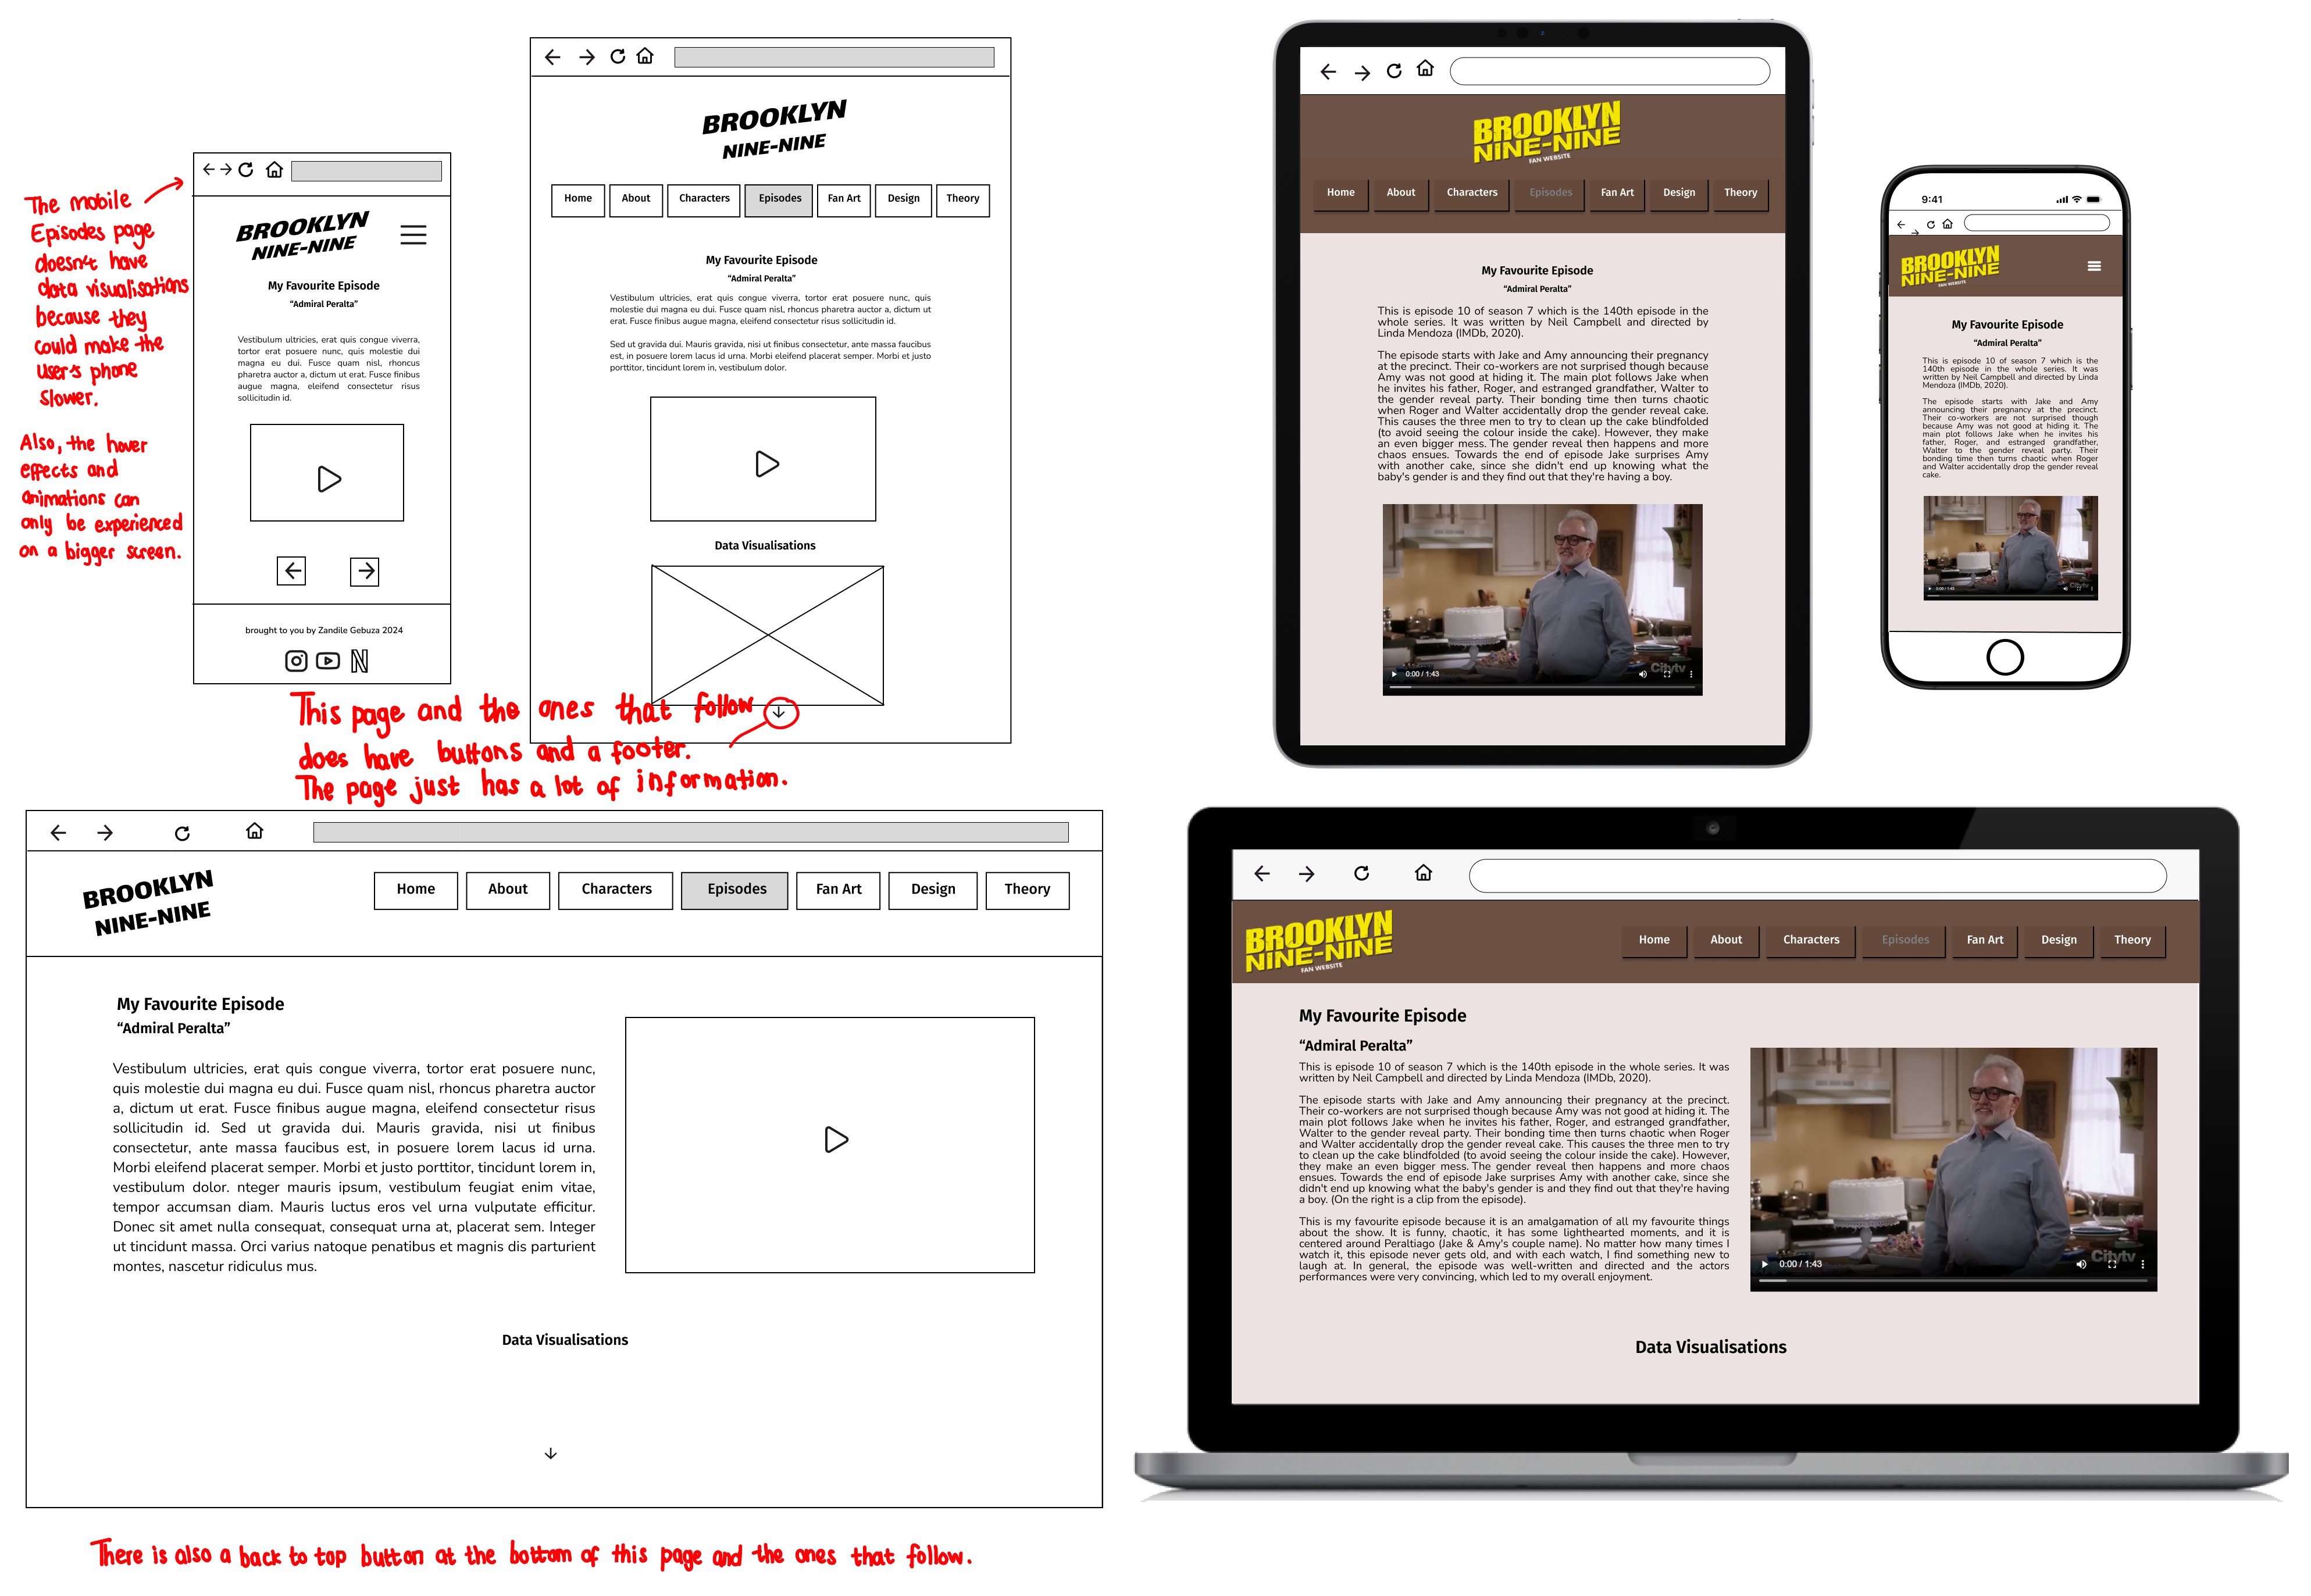 The mobile
Episodes page
doesn't have
data visualisations
because they
could make the
user's phone
slower.
Also, the hover
effects and
animations can
only be experienced
on a bigger screen.
BROOKLYN
NINE-NINE
My Favourite Episode
“Admiral Peralta”
Vestibulum ultricies, erat quis congue viverra,
tortor erat posuere nunc, quis molestie dui
magna eu dui. Fusce quam nisl, rhoncus
pharetra auctor a, dictum ut erat. Fusce finibus
augue magna, eleifend consectetur risus
sollicitudin id.
brought to you by Zandile Gebuza 2024
N
BROOKLYN
NINE-NINE
Home About Characters Episodes Fan Art Design Theory
My Favourite Episode
“Admiral Peralta”
Vestibulum ultricies, erat quis congue viverra, tortor erat posuere nunc, quis
molestie dui magna eu dui. Fusce quam nisl, rhoncus pharetra auctor a, dictum ut
erat. Fusce finibus augue magna, eleifend consectetur risus sollicitudin id.
Sed ut gravida dui. Mauris gravida, nisi ut finibus consectetur, ante massa faucibus
est, in posuere lorem lacus id urna. Morbi eleifend placerat semper. Morbi et justo
porttitor, tincidunt lorem in, vestibulum dolor.
Data Visualisations
This page and the ones that follow
does have buttons and a footer.
The page just has a lot of information.
BROOKLYN
NINE-NINE
FAN WEBSITE
Home About Characters Episodes Fan Art Design Theory
My Favourite Episode
“Admiral Peralta”
This is episode 10 of season 7 which is the 140th episode in the
whole series. It was written by Neil Campbell and directed by
Linda Mendoza (IMDb, 2020).
The episode starts with Jake and Amy announcing their pregnancy
at the precinct. Their co-workers are not surprised though because
Amy was not good at hiding it. The main plot follows Jake when
he invites his father, Roger, and estranged grandfather, Walter to
the gender reveal party. Their bonding time then turns chaotic
when Roger and Walter accidentally drop the gender reveal cake.
This causes the three men to try to clean up the cake blindfolded
(to avoid seeing the colour inside the cake). However, they make
an even bigger mess. The gender reveal then happens and more
chaos ensues. Towards the end of episode Jake surprises Amy
with another cake, since she didn't end up knowing what the
baby's gender is and they find out that they're having a boy.
Citytv
0:00 / 1:43
9:41
BROOKLYN
NINE-NINE
FAN WEBSITE
My Favourite Episode
“Admiral Peralta”
This is episode 10 of season 7 which is the
140th episode in the whole series. It was
written by Neil Campbell and directed by Linda
Mendoza (IMDb, 2020).
The episode starts with Jake and Amy
announcing their pregnancy at the precinct.
Their co-workers are not surprised though
because Amy was not good at hiding it. The
main plot follows Jake when he invites his
father, Roger, and estranged grandfather,
Walter to the gender reveal party. Their
bonding time then turns chaotic when Roger
and Walter accidentally drop the gender reveal
cake.
Citytv
0:00 / 1:43
BROOKLYN
NINE-NINE
Home About Characters Episodes Fan Art Design Theory
My Favourite Episode
“Admiral Peralta”
Vestibulum ultricies, erat quis congue viverra, tortor erat posuere nunc,
quis molestie dui magna eu dui. Fusce quam nisl, rhoncus pharetra auctor
a, dictum ut erat. Fusce finibus augue magna, eleifend consectetur risus
sollicitudin id. Sed ut gravida dui. Mauris gravida, nisi ut finibus
consectetur, ante massa faucibus est, in posuere lorem lacus id urna.
Morbi eleifend placerat semper. Morbi et justo porttitor, tincidunt lorem in,
vestibulum dolor. nteger mauris ipsum, vestibulum feugiat enim vitae,
tempor accumsan diam. Mauris luctus eros vel urna vulputate efficitur.
Donec sit amet nulla consequat, consequat urna at, placerat sem. Integer
ut tincidunt massa. Orci varius natoque penatibus et magnis dis parturient
montes, nascetur ridiculus mus.
Data Visualisations
There is also a back to top button at the bottom of this page and the ones that follow.
BROOKLYN
NINE-NINE
FAN WEBSITE
Home About Characters Episodes Fan Art Design Theory
My Favourite Episode
“Admiral Peralta”
This is episode 10 of season 7 which is the 140th episode in the whole series. It was
written by Neil Campbell and directed by Linda Mendoza (IMDb, 2020).
The episode starts with Jake and Amy announcing their pregnancy at the precinct.
Their co-workers are not surprised though because Amy was not good at hiding it. The
main plot follows Jake when he invites his father, Roger, and estranged grandfather,
Walter to the gender reveal party. Their bonding time then turns chaotic when Roger
and Walter accidentally drop the gender reveal cake. This causes the three men to try
to clean up the cake blindfolded (to avoid seeing the colour inside the cake). However,
they make an even bigger mess. The gender reveal then happens and more chaos
ensues. Towards the end of episode Jake surprises Amy with another cake, since she
didn't end up knowing what the baby's gender is and they find out that they're having
a boy. (On the right is a clip from the episode).
This is my favourite episode because it is an amalgamation of all my favourite things
about the show. It is funny, chaotic, it has some lighthearted moments, and it is
centered around Peraltiago (Jake & Amy's couple name). No matter how many times I
watch it, this episode never gets old, and with each watch, I find something new to
laugh at. In general, the episode was well-written and directed and the actors
performances were very convincing, which led to my overall enjoyment.
Citytv
0:00 / 1:43
Data Visualisations